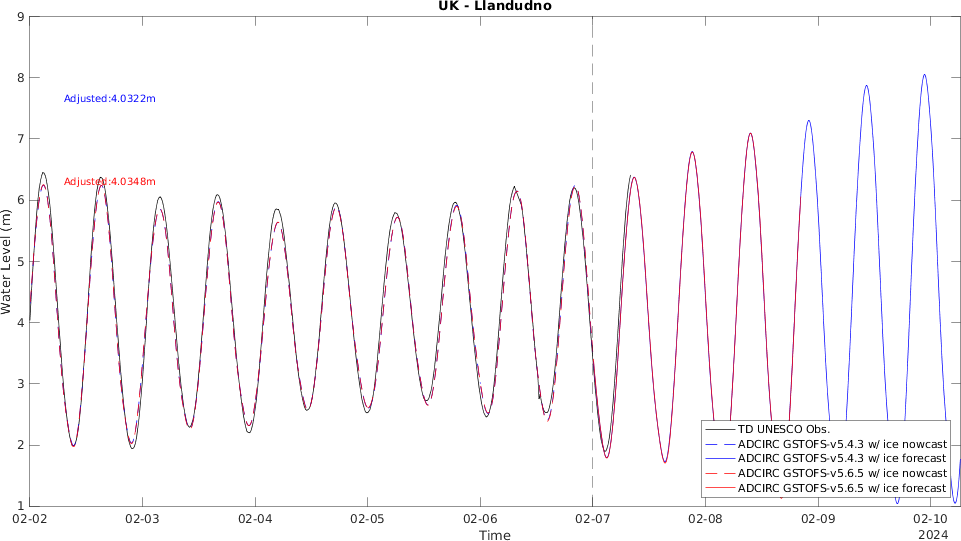 UK - Llandudno
9
8
7
6
5
4
3
2
1
Water Level (m)
Adjusted:4.0322m
Adjusted:4.0348m
TD UNESCO Obs.
ADCIRC GSTOFS-v5.4.3 w/ ice nowcast
ADCIRC GSTOFS-v5.4.3 w/ ice forecast
ADCIRC GSTOFS-v5.6.5 w/ ice nowcast
ADCIRC GSTOFS-v5.6.5 w/ ice forecast
02-02 02-03 02-04 02-05 02-06 02-07 02-08 02-09 02-10
2024
Time